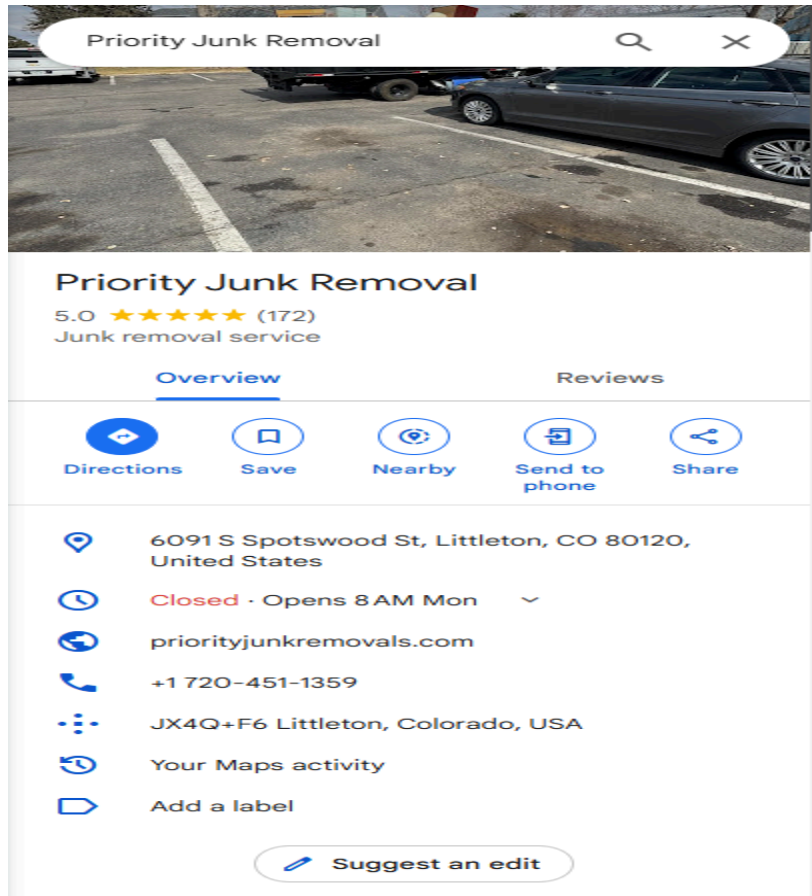 Priority Junk Removal
Priority Junk Removal
5.0 ★★★★★ (172)
Junk removal service
Overview Reviews
Directions Save Nearby Send to phone Share
6091 S Spotswood St, Littleton, CO 80120,
United States
Closed · Opens 8 AM Mon
priorityjunkremovals.com
+1 720-451-1359
JX4Q+F6 Littleton, Colorado, USA
Your Maps activity
Add a label
Suggest an edit